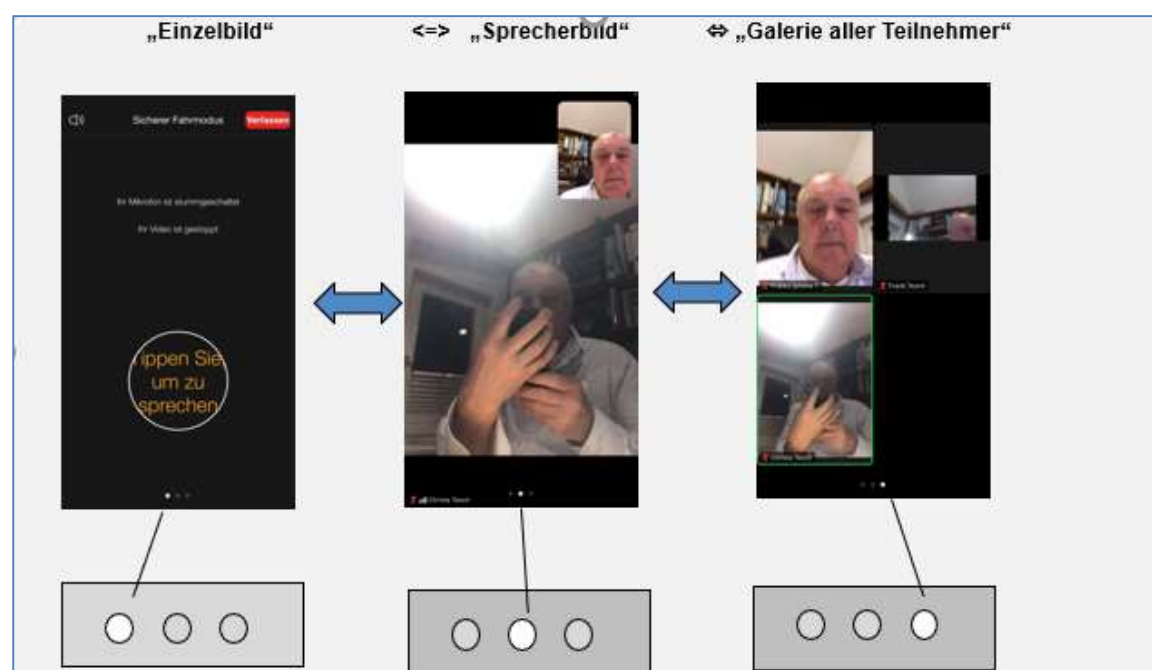 „Einzelbild“ <=> „Sprecherbild“ ⇔ „Galerie aller Teilnehmer“
Sicherer Fahrmodus Verlassen
Ihr Mikrofon ist stummgeschaltet
Ihr Video ist gestoppt
ippen Sie
um zu
sprechen